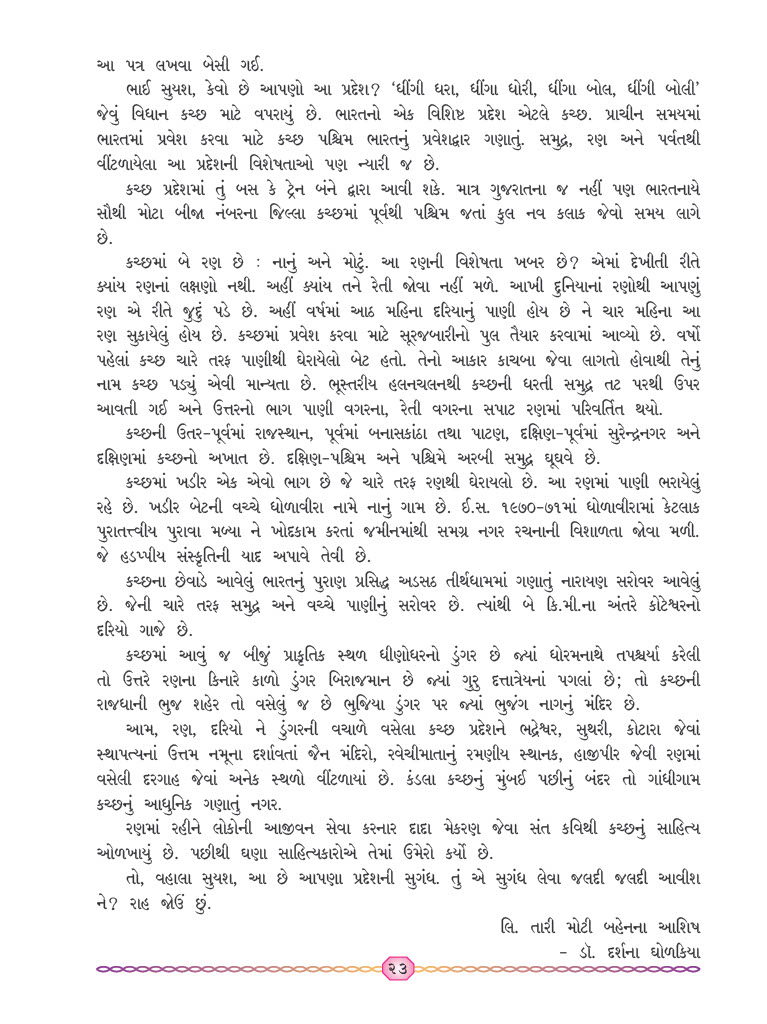 આ પત્ર લખવા બેસી ગઈ.
ભાઈ સુયશ, કેવો છે આપણો આ પ્રદેશ? ‘ધીંગી ધરા, ધીંગા ધોરી, ધીંગા બોલ, ધીંગી બોલી’
જેવું વિધાન કચ્છ માટે વપરાયું છે. ભારતનો એક વિશિષ્ટ પ્રદેશ એટલે કચ્છ. પ્રાચીન સમયમાં
ભારતમાં પ્રવેશ કરવા માટે કચ્છ પશ્ચિમ ભારતનું પ્રવેશદ્વાર ગણાતું. સમુદ્ર, રણ અને પર્વતથી
વીંટળાયેલા આ પ્રદેશની વિશેષતાઓ પણ ન્યારી જ છે.
કચ્છ પ્રદેશમાં તું બસ કે ટ્રેન બંને દ્વારા આવી શકે. માત્ર ગુજરાતના જ નહીં પણ ભારતનાયે
સૌથી મોટા બીજા નંબરના જિલ્લા કચ્છમાં પૂર્વથી પશ્ચિમ જતાં કુલ નવ કલાક જેવો સમય લાગે
છે.
કચ્છમાં બે રણ છે : નાનું અને મોટું. આ રણની વિશેષતા ખબર છે? એમાં દેખીતી રીતે
ક્યાંય રણનાં લક્ષણો નથી. અહીં ક્યાંય તને રેતી જોવા નહીં મળે. આખી દુનિયાનાં રણોથી આપણું
રણ એ રીતે જુદું પડે છે. અહીં વર્ષમાં આઠ મહિના દરિયાનું પાણી હોય છે ને ચાર મહિના આ
રણ સુકાયેલું હોય છે. કચ્છમાં પ્રવેશ કરવા માટે સૂરજબારીનો પુલ તૈયાર કરવામાં આવ્યો છે. વર્ષો
પહેલાં કચ્છ ચારે તરફ પાણીથી ઘેરાયેલો બેટ હતો. તેનો આકાર કાચબા જેવા લાગતો હોવાથી તેનું
નામ કચ્છ પડ્યું એવી માન્યતા છે. ભૂસ્તરીય હલનચલનથી કચ્છની ધરતી સમુદ્ર તટ પરથી ઉપર
આવતી ગઈ અને ઉત્તરનો ભાગ પાણી વગરના, રેતી વગરના સપાટ રણમાં પરિવર્તિત થયો.
કચ્છની ઉતર-પૂર્વમાં રાજસ્થાન, પૂર્વમાં બનાસકાંઠા તથા પાટણ, દક્ષિણ-પૂર્વમાં સુરેન્દ્રનગર અને
દક્ષિણમાં કચ્છનો અખાત છે. દક્ષિણ-પશ્ચિમ અને પશ્ચિમે અરબી સમુદ્ર ઘૂઘવે છે.
કચ્છમાં ખડીર એક એવો ભાગ છે જે ચારે તરફ રણથી ઘેરાયલો છે. આ રણમાં પાણી ભરાયેલું
રહે છે. ખડીર બેટની વચ્ચે ધોળાવીરા નામે નાનું ગામ છે. ઈ.સ. ૧૯૭૦-૭૧માં ધોળાવીરામાં કેટલાક
પુરાતત્ત્વીય પુરાવા મળ્યા ને ખોદકામ કરતાં જમીનમાંથી સમગ્ર નગર રચનાની વિશાળતા જોવા મળી.
જે હડપ્પીય સંસ્કૃતિની યાદ અપાવે તેવી છે.
કચ્છના છેવાડે આવેલું ભારતનું પુરાણ પ્રસિદ્ધ અડસઠ તીર્થધામમાં ગણાતું નારાયણ સરોવર આવેલું
છે. જેની ચારે તરફ સમુદ્ર અને વચ્ચે પાણીનું સરોવર છે. ત્યાંથી બે કિ.મી.ના અંતરે કોટેશ્વરનો
દરિયો ગાજે છે.
કચ્છમાં આવું જ બીજું પ્રાકૃતિક સ્થળ ધીણોધરનો ડુંગર છે જ્યાં ધોરમનાથે તપશ્ચર્યા કરેલી
તો ઉત્તરે રણના કિનારે કાળો ડુંગર બિરાજમાન છે જ્યાં ગુરુ દત્તાત્રેયનાં પગલાં છે; તો કચ્છની
રાજધાની ભુજ શહેર તો વસેલું જ છે ભુજિયા ડુંગર પર જ્યાં ભુજંગ નાગનું મંદિર છે.
આમ, રણ, દરિયો ને ડુંગરની વચાળે વસેલા કચ્છ પ્રદેશને ભદ્રેશ્વર, સુથરી, કોટારા જેવાં
સ્થાપત્યનાં ઉત્તમ નમૂના દર્શાવતાં જૈન મંદિરો, રવેચીમાતાનું રમણીય સ્થાનક, હાજીપીર જેવી રણમાં
વસેલી દરગાહ જેવાં અનેક સ્થળો વીંટળાયાં છે. કંડલા કચ્છનું મુંબઈ પછીનું બંદર તો ગાંધીગામ
કચ્છનું આધુનિક ગણાતું નગર.
રણમાં રહીને લોકોની આજીવન સેવા કરનાર દાદા મેકરણ જેવા સંત કવિથી કચ્છનું સાહિત્ય
ઓળખાયું છે. પછીથી ઘણા સાહિત્યકારોએ તેમાં ઉમેરો કર્યો છે.
તો, વહાલા સુયશ, આ છે આપણા પ્રદેશની સુગંધ. તું એ સુગંધ લેવા જલદી જલદી આવીશ
ને? રાહ જોઉં છું.
લિ. તારી મોટી બહેનના આશિષ
- ડૉ. દર્શના ધોળકિયા
૨૩